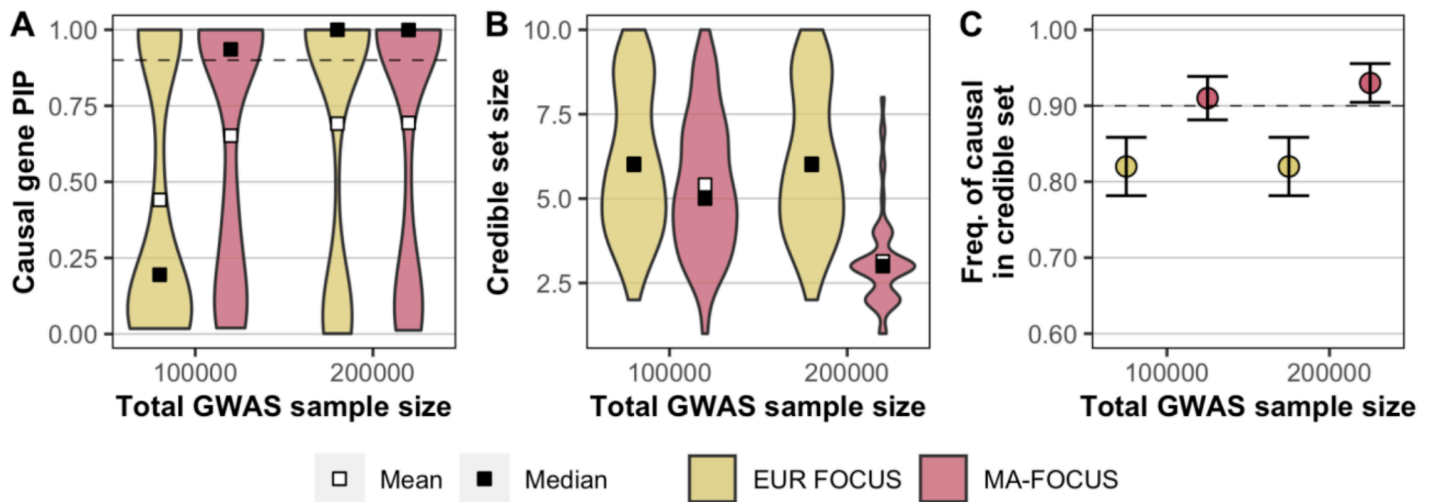 A
Causal gene PIP
1.00
0.75
0.50
0.25
0.00
100000 200000
Total GWAS sample size
B
Credible set size
10.0
7.5
5.0
2.5
100000 200000
Total GWAS sample size
C
Freq. of causal
in credible set
1.00
0.90
0.80
0.70
0.60
100000 200000
Total GWAS sample size
Mean Median EUR FOCUS MA-FOCUS